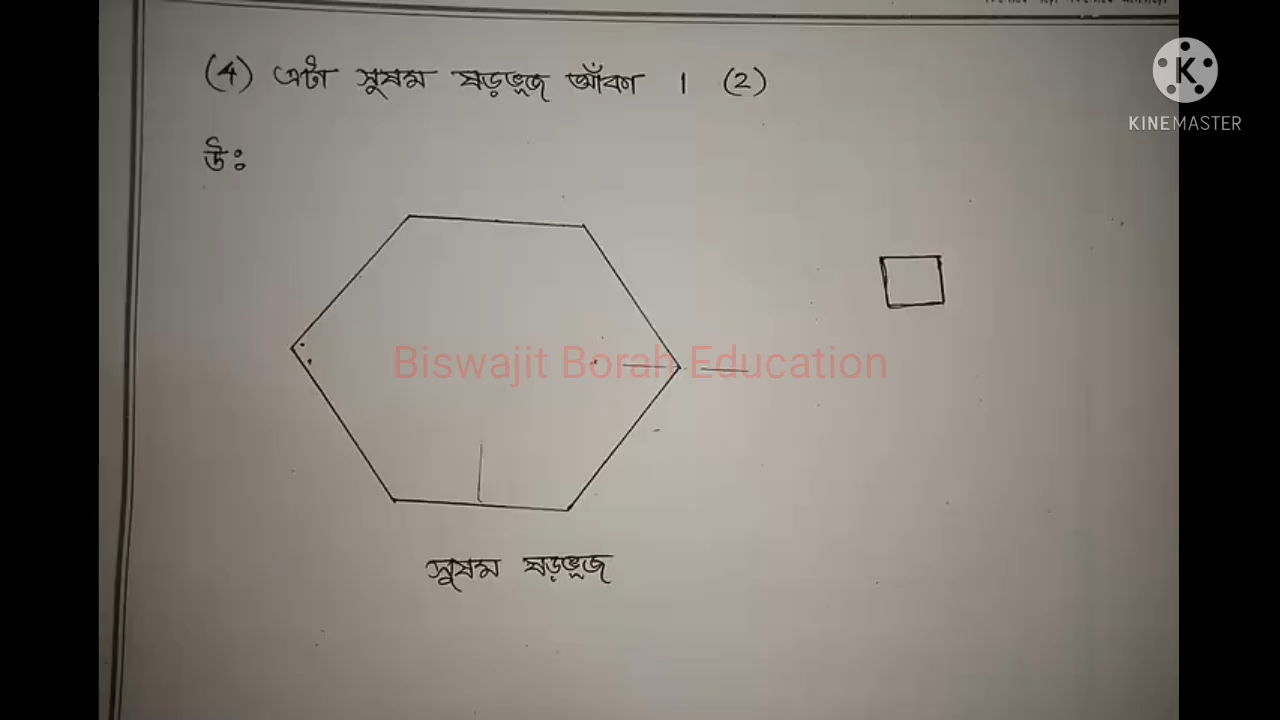 (4) এটা সুষম ষড়ভূজ আঁকা । (2)
উঃ
সুষম ষড়ভূজ
Biswajit Borah Education
K
KINEMASTER